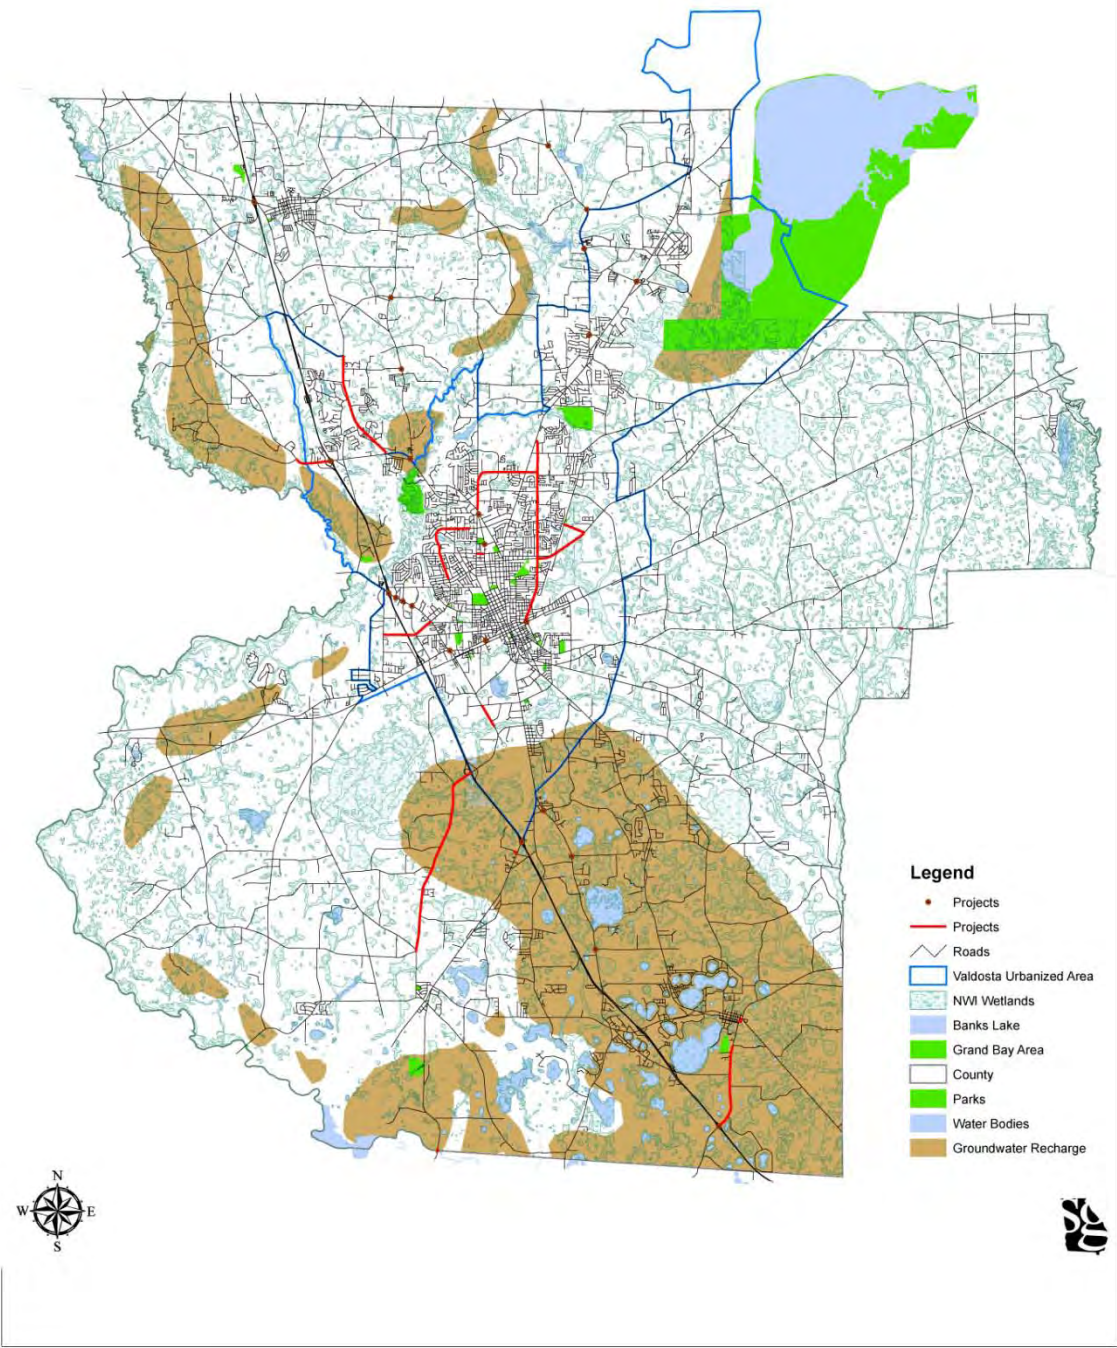 Legend
Projects
Projects
Roads
Valdosta Urbanized Area
NWI Wetlands
Banks Lake
Grand Bay Area
County
Parks
Water Bodies
Groundwater Recharge
N
W E
S